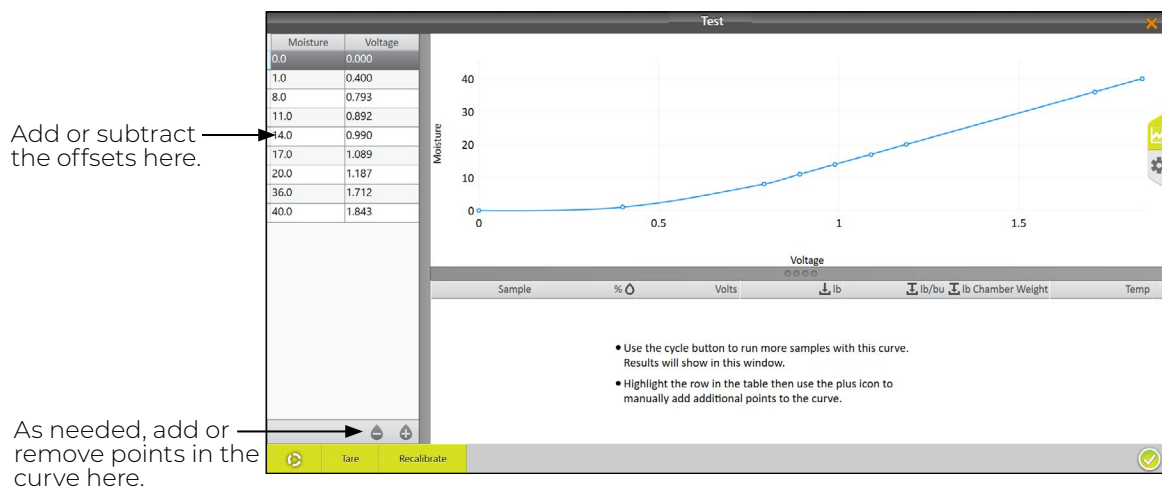 Test
Moisture Voltage
0.0 0.000
1.0 0.400
8.0 0.793
11.0 0.892
14.0 0.990
17.0 1.089
20.0 1.187
36.0 1.712
40.0 1.843
Add or subtract
the offsets here.
40
30
20
10
0
Moisture
0 0.5 1 1.5
Voltage
Sample % Volts lb lb/bu lb Chamber Weight Temp
• Use the cycle button to run more samples with this curve.
Results will show in this window.
• Highlight the row in the table then use the plus icon to
manually add additional points to the curve.
As needed, add or
remove points in the
curve here.
Tare Recalibrate